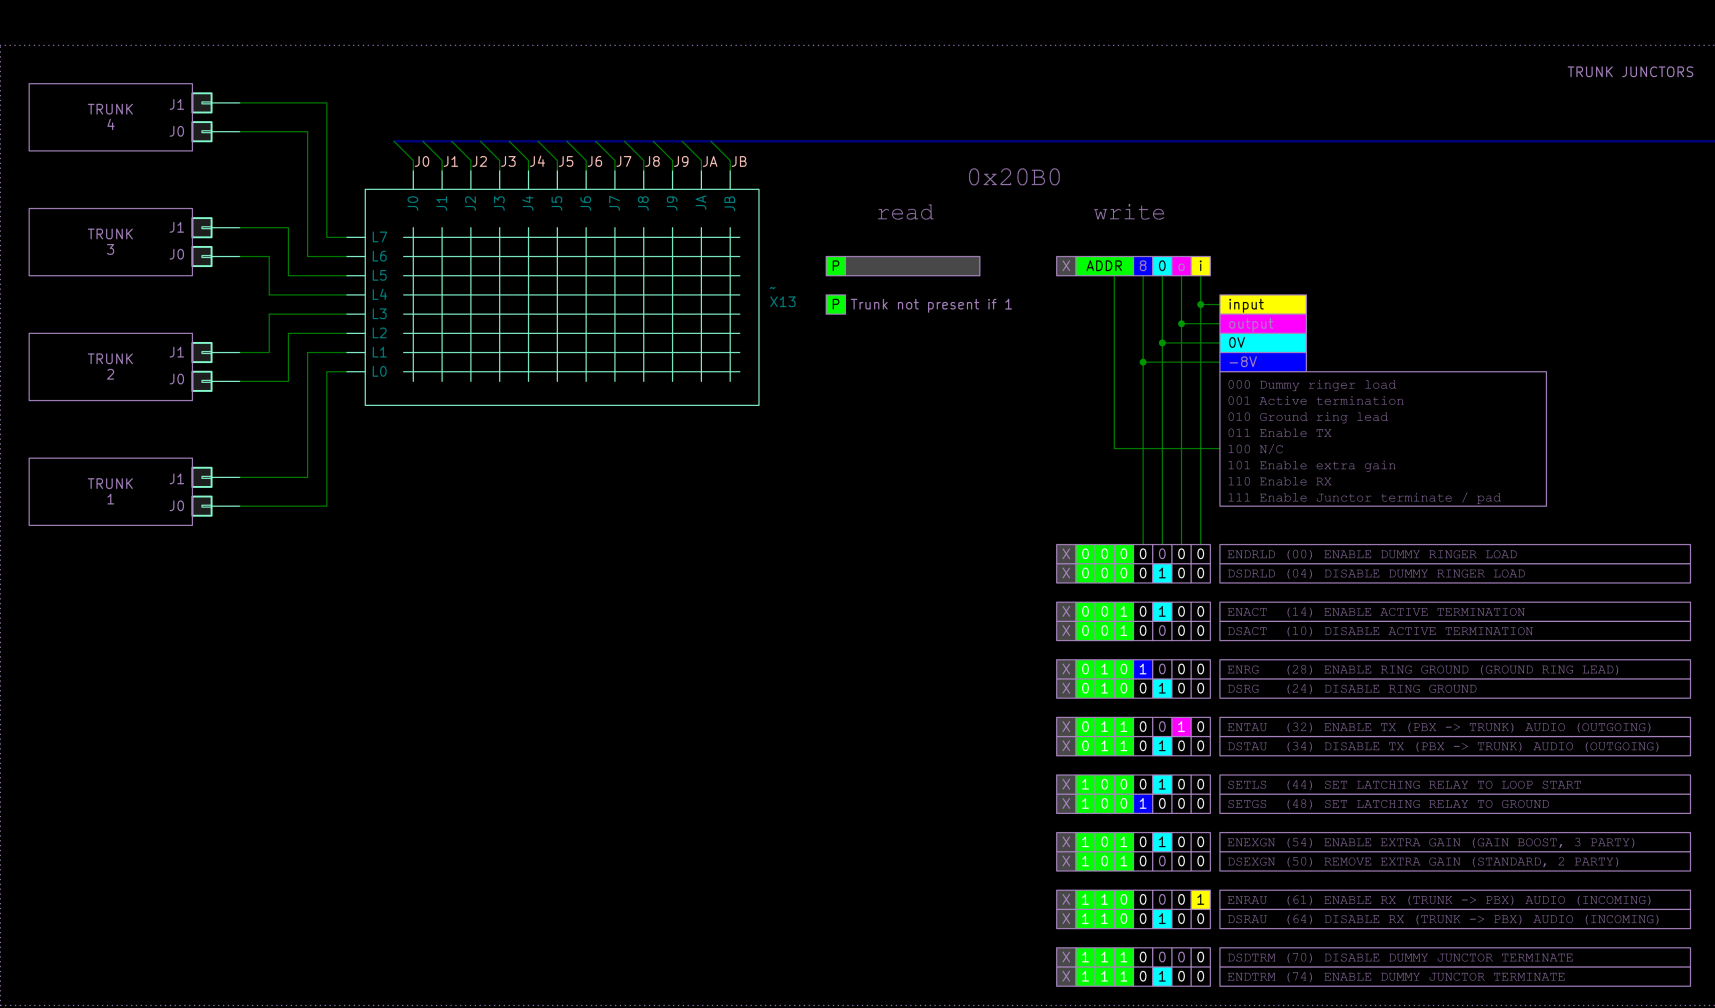 TRUNK JUNCTORS
TRUNK 4
J1
J0
TRUNK 3
J1
J0
TRUNK 2
J1
J0
TRUNK 1
J1
J0
J0 J1 J2 J3 J4 J5 J6 J7 J8 J9 JA JB
J0 J1 J2 J3 J4 J5 J6 J7 J8 J9 JA JB
L7
L6
L5
L4
L3
L2
L1
L0
~
X13
0x20B0
read
write
P
P Trunk not present if 1
X ADDR 8 0 o i
input
output
0V
-8V
000 Dummy ringer load
001 Active termination
010 Ground ring lead
011 Enable TX
100 N/C
101 Enable extra gain
110 Enable RX
111 Enable Junctor terminate / pad
X 0 0 0 0 0 0 0 ENDRLD (00) ENABLE DUMMY RINGER LOAD
X 0 0 0 0 1 0 0 DSDRLD (04) DISABLE DUMMY RINGER LOAD
X 0 0 1 0 1 0 0 ENACT (14) ENABLE ACTIVE TERMINATION
X 0 0 1 0 0 0 0 DSACT (10) DISABLE ACTIVE TERMINATION
X 0 1 0 1 0 0 0 ENRG (28) ENABLE RING GROUND (GROUND RING LEAD)
X 0 1 0 0 1 0 0 DSRG (24) DISABLE RING GROUND
X 0 1 1 0 0 1 0 ENTAU (32) ENABLE TX (PBX -> TRUNK) AUDIO (OUTGOING)
X 0 1 1 0 1 0 0 DSTAU (34) DISABLE TX (PBX -> TRUNK) AUDIO (OUTGOING)
X 1 0 0 0 1 0 0 SETLS (44) SET LATCHING RELAY TO LOOP START
X 1 0 0 1 0 0 0 SETGS (48) SET LATCHING RELAY TO GROUND
X 1 0 1 0 1 0 0 ENEXGN (54) ENABLE EXTRA GAIN (GAIN BOOST, 3 PARTY)
X 1 0 1 0 0 0 0 DSEXGN (50) REMOVE EXTRA GAIN (STANDARD, 2 PARTY)
X 1 1 0 0 0 0 1 ENRAU (61) ENABLE RX (TRUNK -> PBX) AUDIO (INCOMING)
X 1 1 0 0 1 0 0 DSRAU (64) DISABLE RX (TRUNK -> PBX) AUDIO (INCOMING)
X 1 1 1 0 0 0 0 DSDTRM (70) DISABLE DUMMY JUNCTOR TERMINATE
X 1 1 1 0 1 0 0 ENDTRM (74) ENABLE DUMMY JUNCTOR TERMINATE